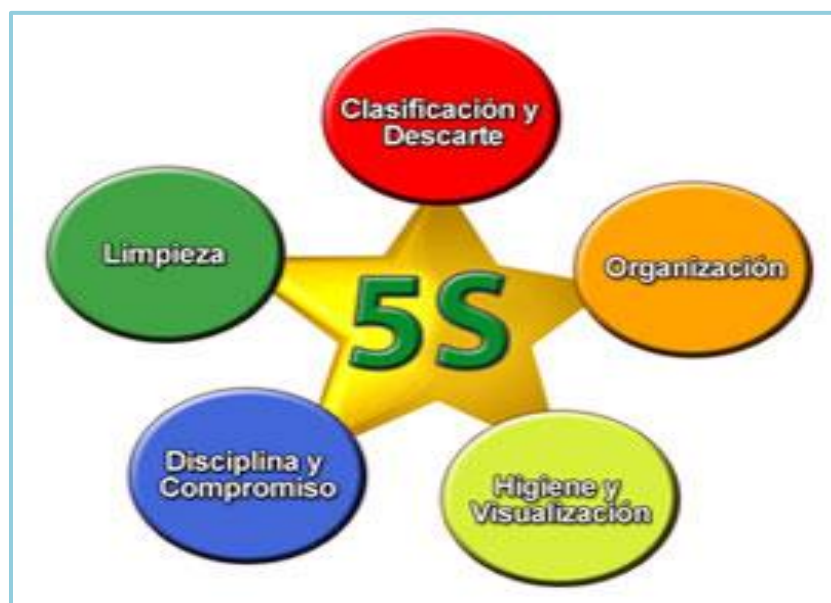 Clasificación y
Descarte
Limpieza
Organización
5S
Disciplina y
Compromiso
Higiene y
Visualización